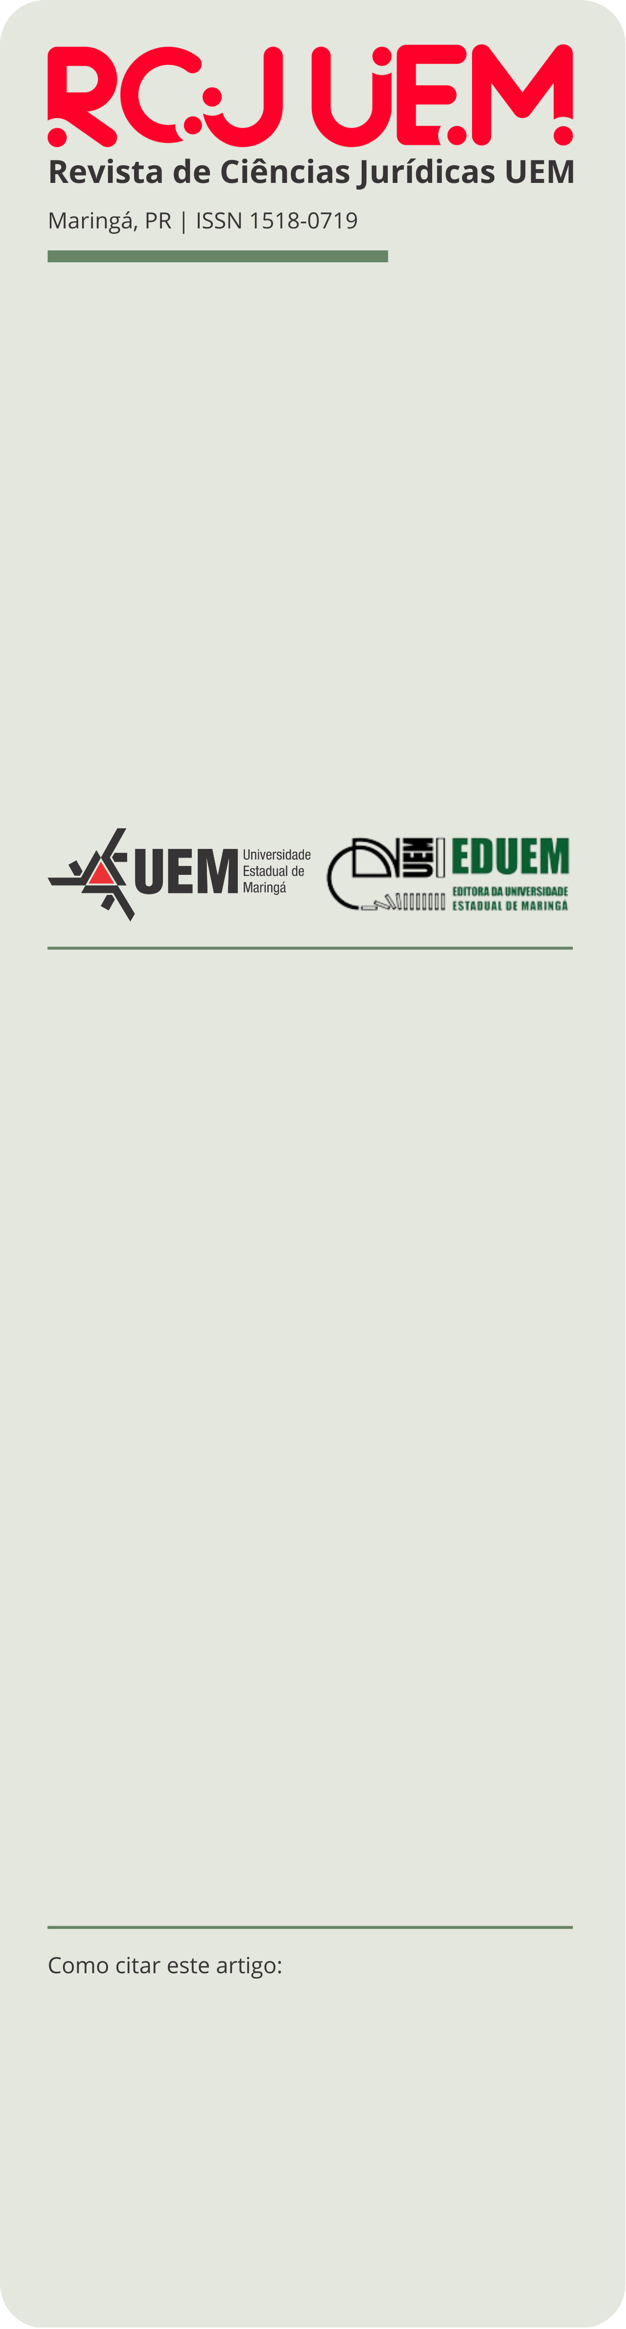 RCJ UEM
Revista de Ciências Jurídicas UEM
Maringá, PR | ISSN 1518-0719
UEM
Universidade
Estadual de
Maringá
UEM
EDUEM
EDITORA DA UNIVERSIDADE
ESTADUAL DE MARINGÁ
Como citar este artigo: